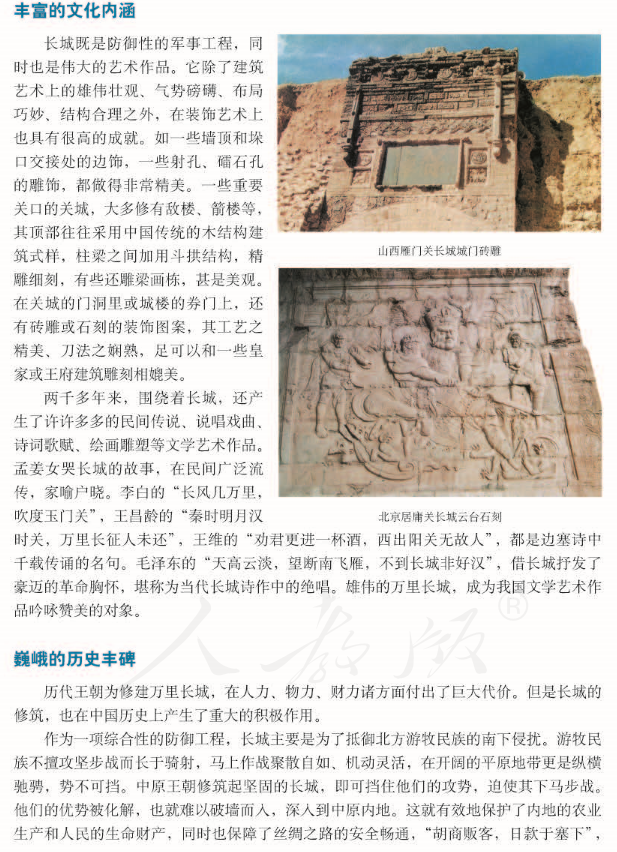 丰富的文化内涵
长城既是防御性的军事工程，同
时也是伟大的艺术作品。它除了建筑
艺术上的雄伟壮观、气势磅礴、布局
巧妙、结构合理之外，在装饰艺术上
也具有很高的成就。如一些墙顶和垛
口交接处的边饰，一些射孔、礌石孔
的雕饰，都做得非常精美。一些重要
关口的关城，大多修有敌楼、箭楼等，
其顶部往往采用中国传统的木结构建
筑式样，柱梁之间加用斗拱结构，精
雕细刻，有些还雕梁画栋，甚是美观。
在关城的门洞里或城楼的券门上，还
有砖雕或石刻的装饰图案，其工艺之
精美、刀法之娴熟，足可以和一些皇
家或王府建筑雕刻相媲美。
山西雁门关长城城门砖雕
两千多年来，围绕着长城，还产
生了许许多多的民间传说、说唱戏曲、
诗词歌赋、绘画雕塑等文学艺术作品。
孟姜女哭长城的故事，在民间广泛流
传，家喻户晓。李白的“长风几万里，
吹度玉门关”，王昌龄的“秦时明月汉
北京居庸关长城云台石刻
时关，万里长征人未还”，王维的“劝君更进一杯酒，西出阳关无故人”，都是边塞诗中
千载传诵的名句。毛泽东的“天高云淡，望断南飞雁，不到长城非好汉”，借长城抒发了
豪迈的革命胸怀，堪称为当代长城诗作中的绝唱。雄伟的万里长城，成为我国文学艺术作
品吟咏赞美的对象。
人教版®
巍峨的历史丰碑
历代王朝为修建万里长城，在人力、物力、财力诸方面付出了巨大代价。但是长城的
修筑，也在中国历史上产生了重大的积极作用。
作为一项综合性的防御工程，长城主要是为了抵御北方游牧民族的南下侵扰。游牧民
族不擅攻坚步战而长于骑射，马上作战聚散自如、机动灵活，在开阔的平原地带更是纵横
驰骋，势不可挡。中原王朝修筑起坚固的长城，即可挡住他们的攻势，迫使其下马步战。
他们的优势被化解，也就难以破墙而入，深入到中原内地。这就有效地保护了内地的农业
生产和人民的生命财产，同时也保障了丝绸之路的安全畅通，“胡商贩客，日款于塞下”，